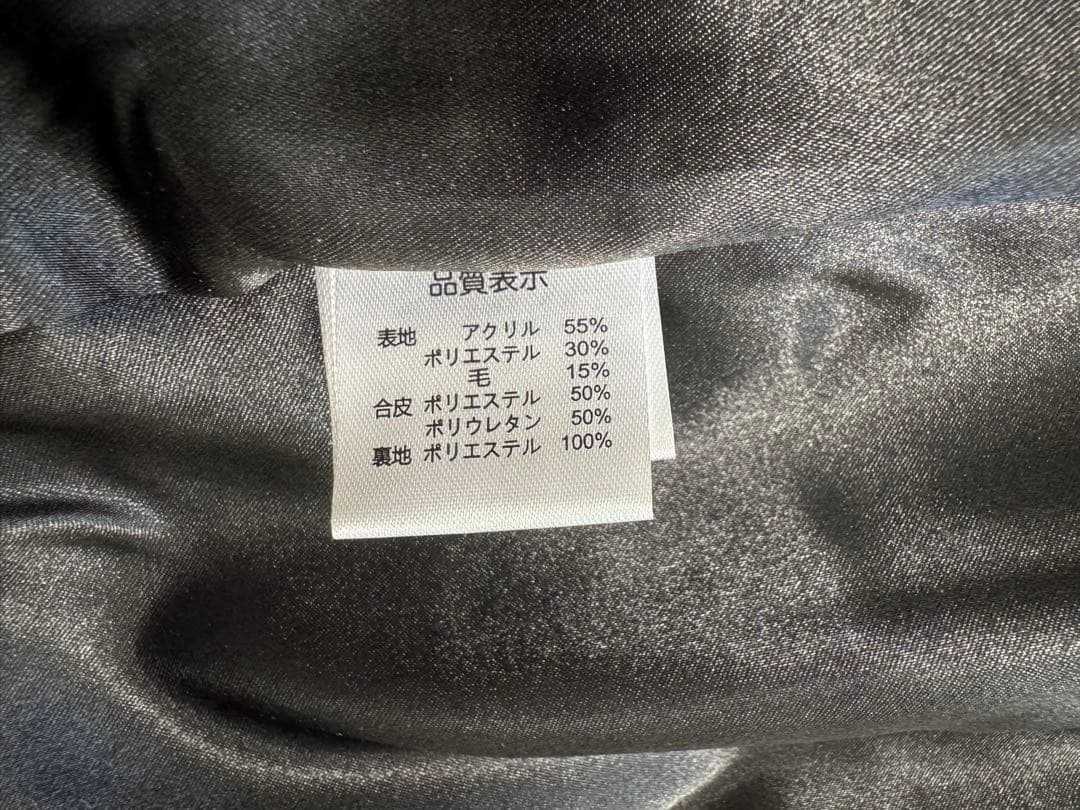 品質表示
表地 アクリル 55%
ポリエステル 30%
毛 15%
合皮 ポリエステル 50%
ポリウレタン 50%
裏地 ポリエステル 100%